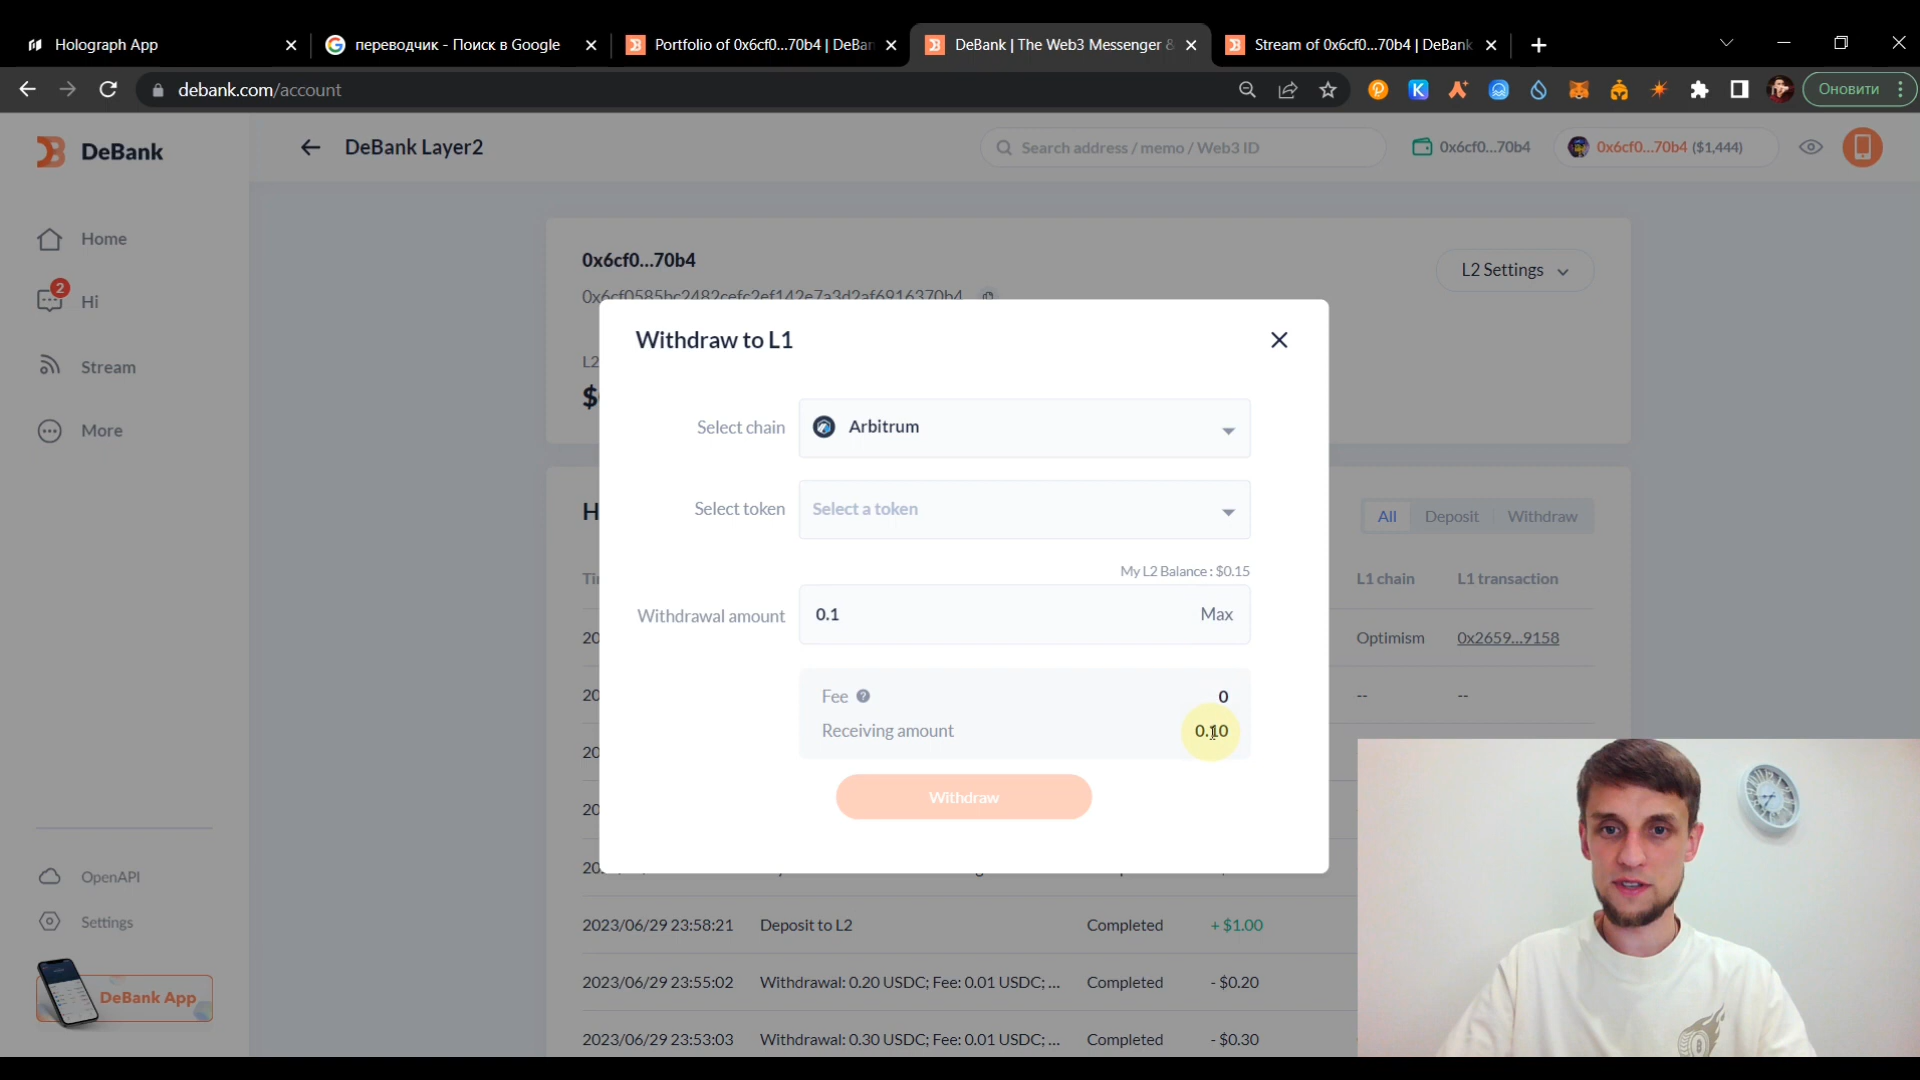 Holograph App
переводчик - Поиск в Google
Portfolio of 0x6cf0...70b4 | DeBan
DeBank | The Web3 Messenger &
Stream of 0x6cf0...70b4 | DeBank
debank.com/account
Оновити
DeBank
DeBank Layer2
Search address / memo / Web3 ID
0x6cf0...70b4
0x6cf0...70b4 ($1,444)
Home
2
Hi
Stream
More
OpenAPI
Settings
DeBank App
0x6cf0...70b4
0x6cf0585bc2482cefc2ef142e7a3d2af6916370b4
L2 Settings
L2
$
Withdraw to L1
Select chain
Arbitrum
Select token
Select a token
My L2 Balance : $0.15
Withdrawal amount
0.1
Max
Fee
0
Receiving amount
0.10
Withdraw
H
All
Deposit
Withdraw
L1 chain
L1 transaction
20
Optimism
0x2659...9158
20
--
--
20
20
20
2023/06/29 23:58:21
Deposit to L2
Completed
+ $1.00
2023/06/29 23:55:02
Withdrawal: 0.20 USDC; Fee: 0.01 USDC; ...
Completed
- $0.20
2023/06/29 23:53:03
Withdrawal: 0.30 USDC; Fee: 0.01 USDC; ...
Completed
- $0.30